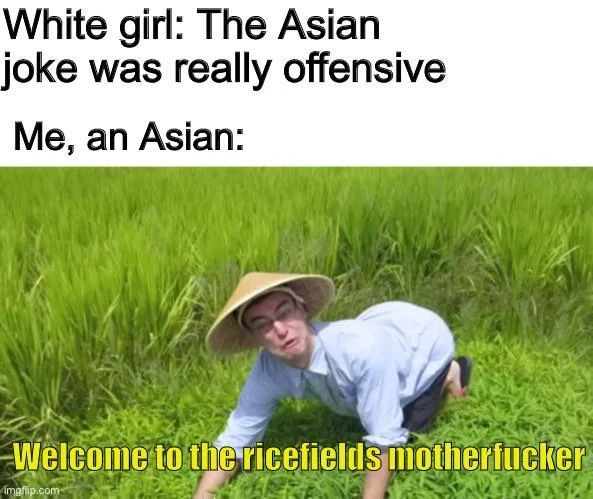 White girl: The Asian
joke was really offensive
Me, an Asian:
Welcome to the ricefields motherfucker
imgflip.com